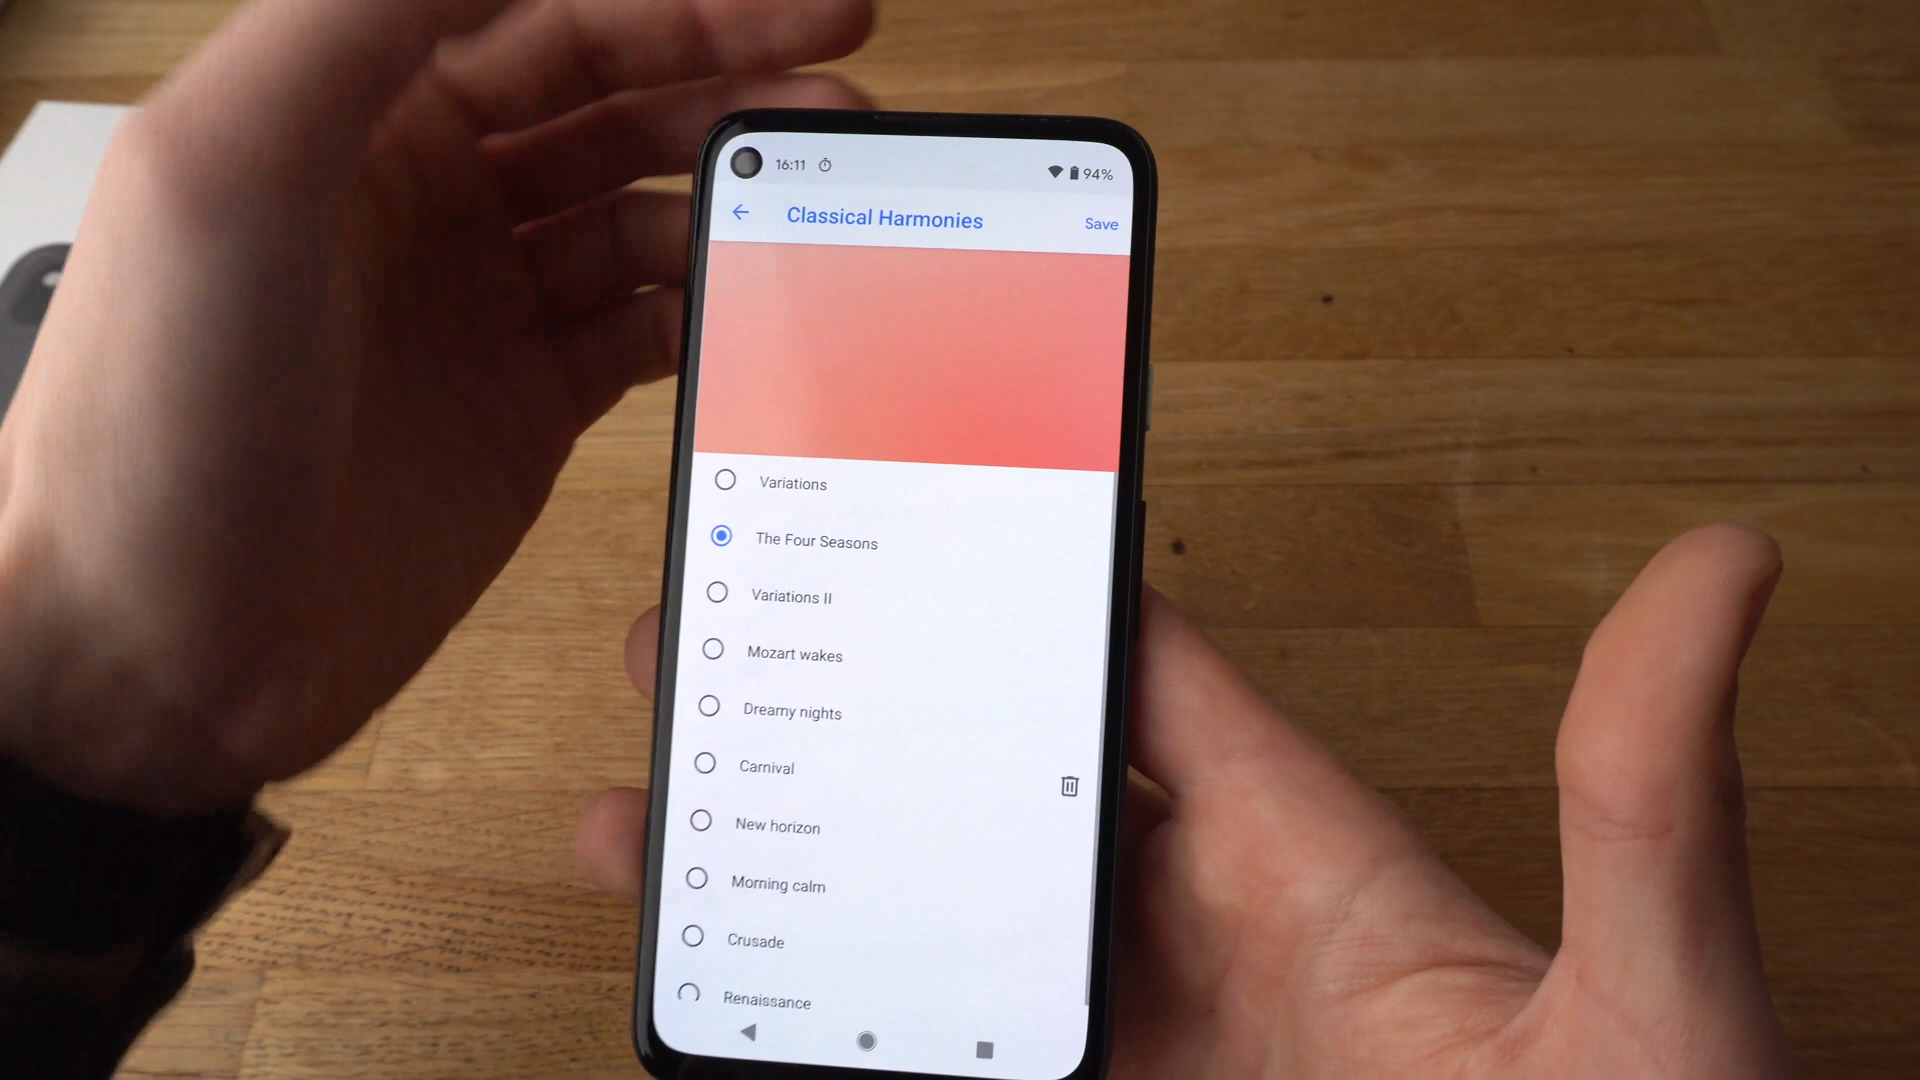 16:11 94%
Classical Harmonies Save
Variations
The Four Seasons
Variations II
Mozart wakes
Dreamy nights
Carnival
New horizon
Morning calm
Crusade
Renaissance